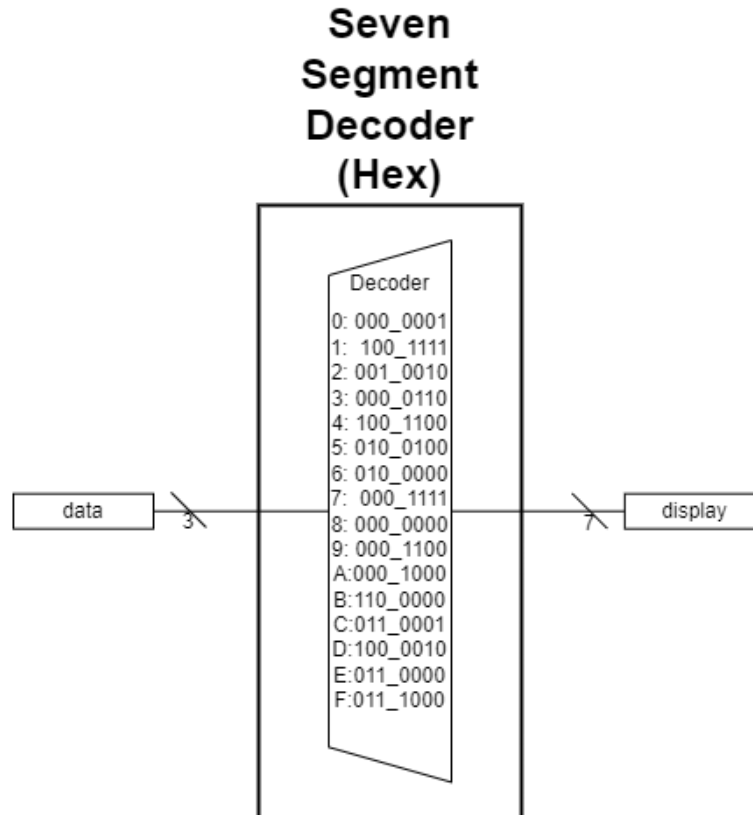 Seven
Segment
Decoder
(Hex)
Decoder
0: 000_0001
1: 100_1111
2: 001_0010
3: 000_0110
4: 100_1100
5: 010_0100
6: 010_0000
7: 000_1111
8: 000_0000
9: 000_1100
A:000_1000
B:110_0000
C:011_0001
D:100_0010
E:011_0000
F:011_1000
data
3
7
display